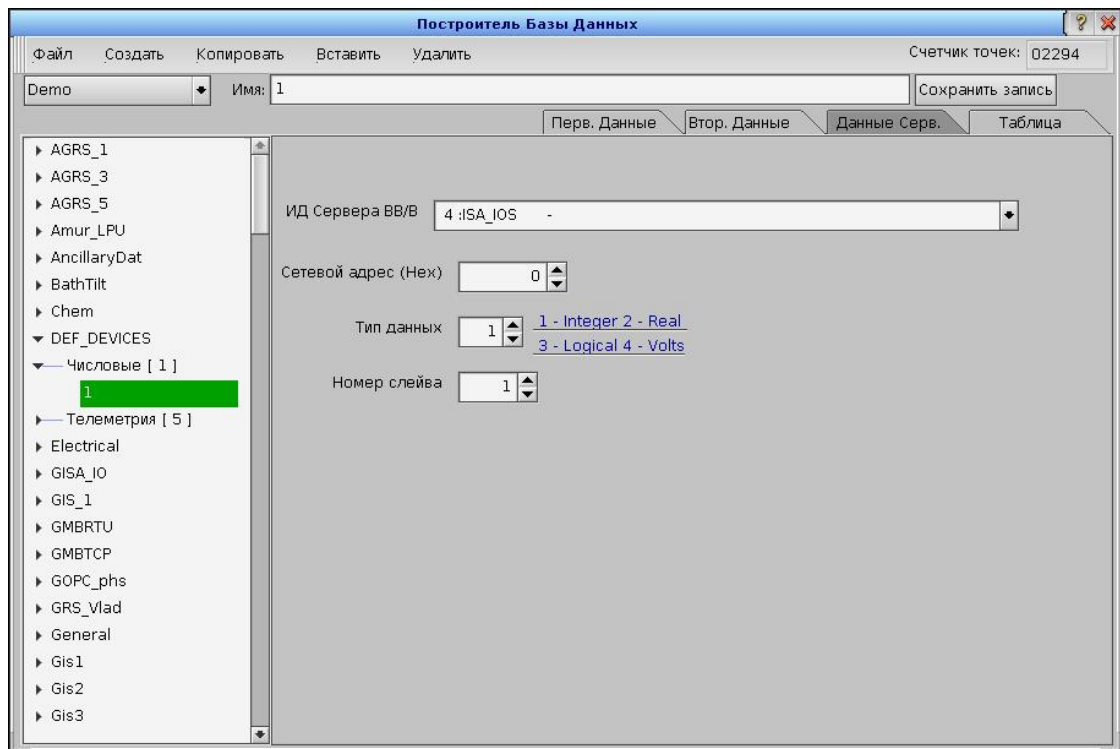 Построитель Базы Данных
?
Файл Создать Копировать Вставить Удалить Счетчик точек: 02294
Demo Имя: 1 Сохранить запись
Перв. Данные Втор. Данные Данные Серв. Таблица
AGRS_1
AGRS_3
AGRS_5
Amur_LPU
AncillaryDat
BathTilt
Chem
DEF_DEVICES
Числовые [ 1 ]
1
Телеметрия [ 5 ]
Electrical
GISA_IO
GIS_1
GMBRTU
GMBTCP
GOPC_phs
GRS_Vlad
General
Gis1
Gis2
Gis3
ИД Сервера ВВ/В 4 :ISA_IOS -
Сетевой адрес (Hex) 0
Тип данных 1 1 - Integer 2 - Real
3 - Logical 4 - Volts
Номер слейва 1